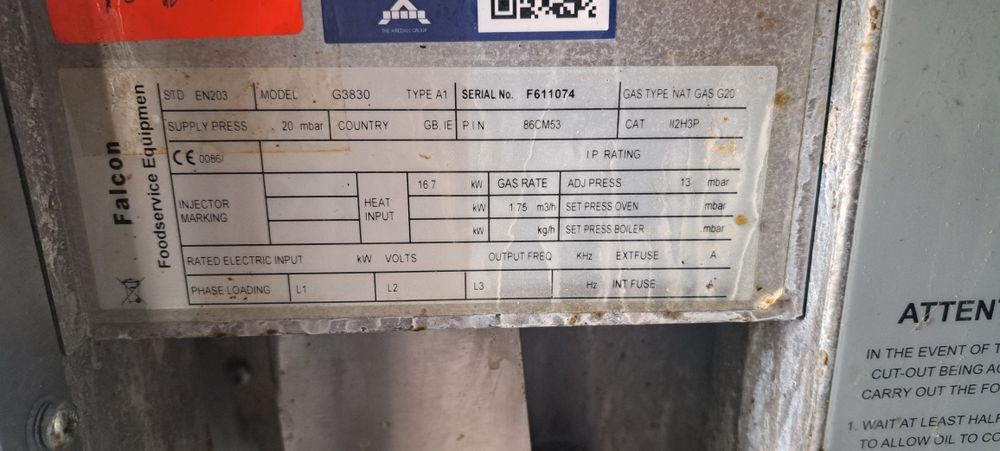 THE AIREDALE GROUP
Falcon
Foodservice Equipmen
STD EN203 MODEL G3830 TYPE A1 SERIAL No. F611074 GAS TYPE NAT GAS G20
SUPPLY PRESS 20 mbar COUNTRY GB. IE P.I.N 86CM53 CAT II2H3P
CE 0086/ I P RATING
INJECTOR MARKING HEAT INPUT 16.7 kW GAS RATE ADJ PRESS 13 mbar
kW 1.75 m3/h SET PRESS OVEN mbar
kW kg/h SET PRESS BOILER mbar
RATED ELECTRIC INPUT kW VOLTS OUTPUT FREQ KHz EXTFUSE A
PHASE LOADING L1 L2 L3 Hz INT FUSE A
ATTEN
IN THE EVENT OF T
CUT-OUT BEING AC
CARRY OUT THE FO
1. WAIT AT LEAST HALF
TO ALLOW OIL TO CO